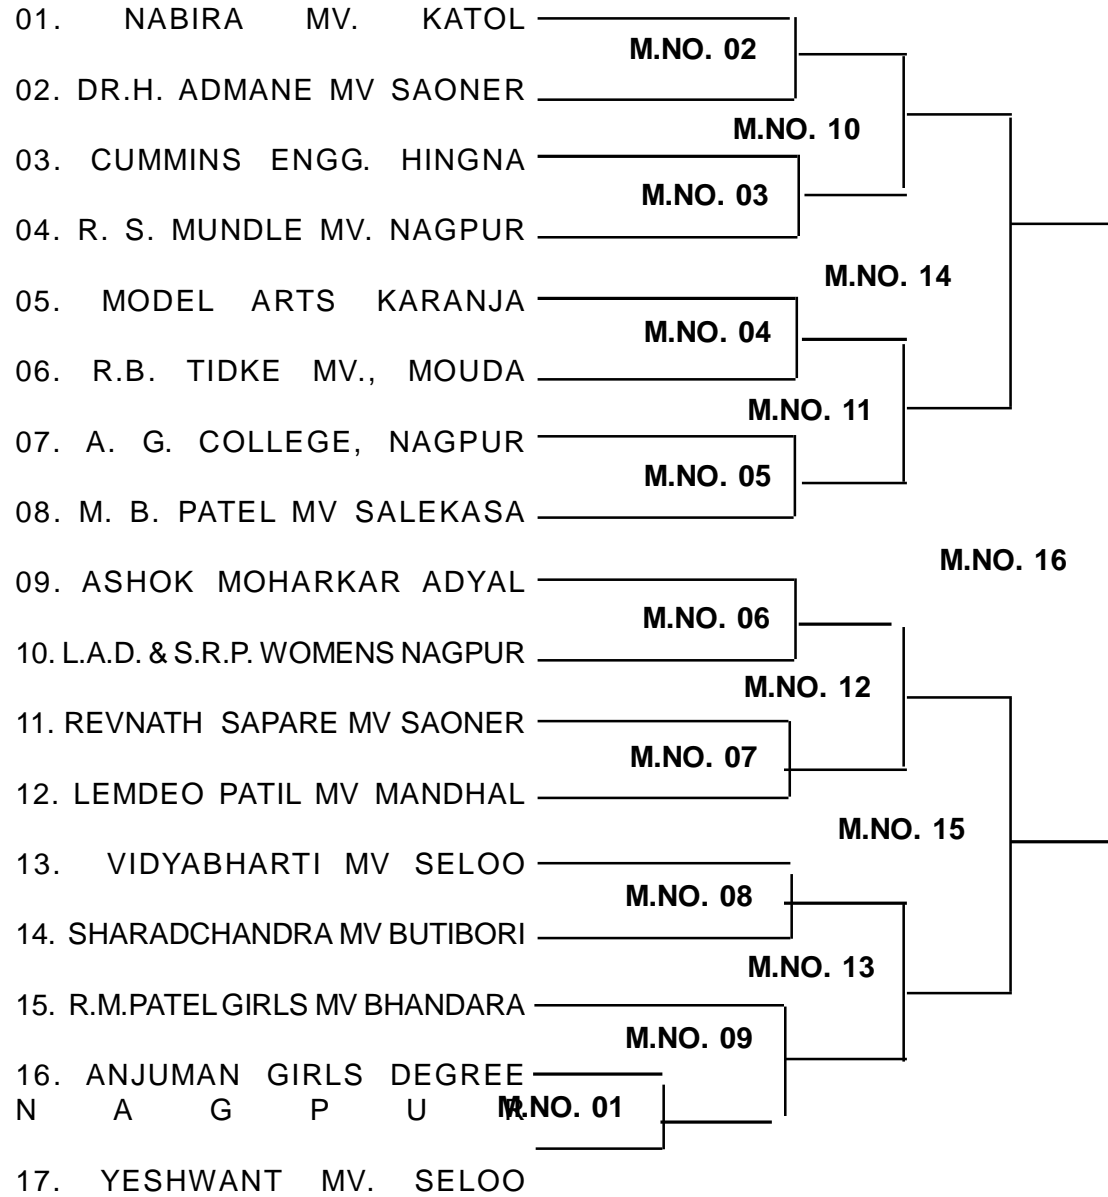 01. NABIRA MV. KATOL
M.NO. 02
02. DR.H. ADMANE MV SAONER
M.NO. 10
03. CUMMINS ENGG. HINGNA
M.NO. 03
04. R. S. MUNDLE MV. NAGPUR
M.NO. 14
05. MODEL ARTS KARANJA
M.NO. 04
06. R.B. TIDKE MV., MOUDA
M.NO. 11
07. A. G. COLLEGE, NAGPUR
M.NO. 05
08. M. B. PATEL MV SALEKASA
M.NO. 16
09. ASHOK MOHARKAR ADYAL
M.NO. 06
10. L.A.D. & S.R.P. WOMENS NAGPUR
M.NO. 12
11. REVNATH SAPARE MV SAONER
M.NO. 07
12. LEMDEO PATIL MV MANDHAL
M.NO. 15
13. VIDYABHARTI MV SELOO
M.NO. 08
14. SHARADCHANDRA MV BUTIBORI
M.NO. 13
15. R.M.PATEL GIRLS MV BHANDARA
M.NO. 09
16. ANJUMAN GIRLS DEGREE
NAGPUR
M.NO. 01
17. YESHWANT MV. SELOO